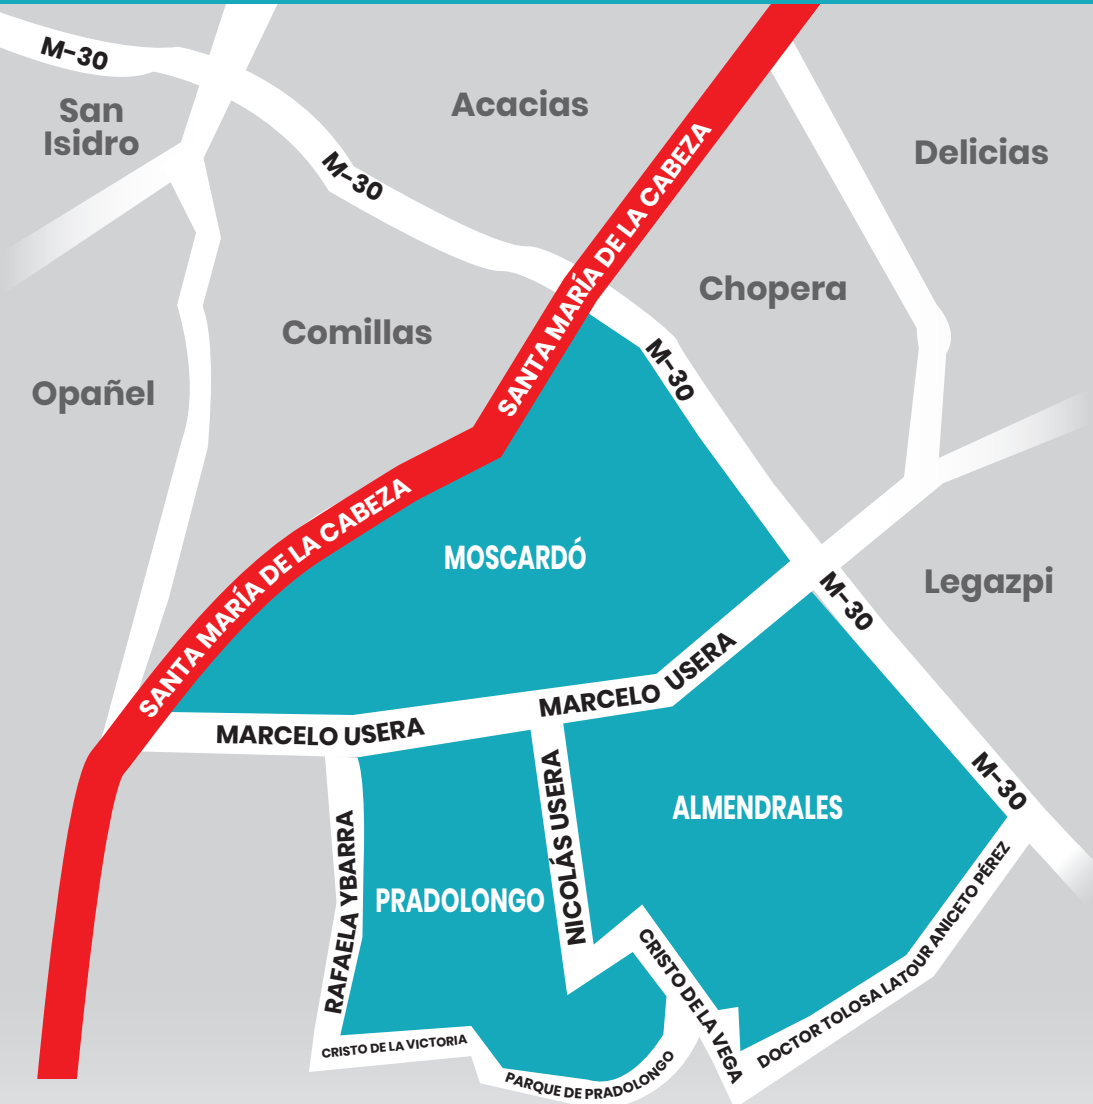 M-30
San
Isidro
Acacias
Delicias
M-30
SANTA MARÍA DE LA CABEZA
Chopera
Comillas
M-30
Opañel
SANTA MARÍA DE LA CABEZA
MOSCARDÓ
Legazpi
M-30
MARCELO USERA
MARCELO USERA
M-30
NICOLÁS USERA
ALMENDRALES
RAFAELA YBARRA
PRADOLONGO
CRISTO DE LA VEGA
DOCTOR TOLOSA LATOUR ANICETO PÉREZ
CRISTO DE LA VICTORIA
PARQUE DE PRADOLONGO